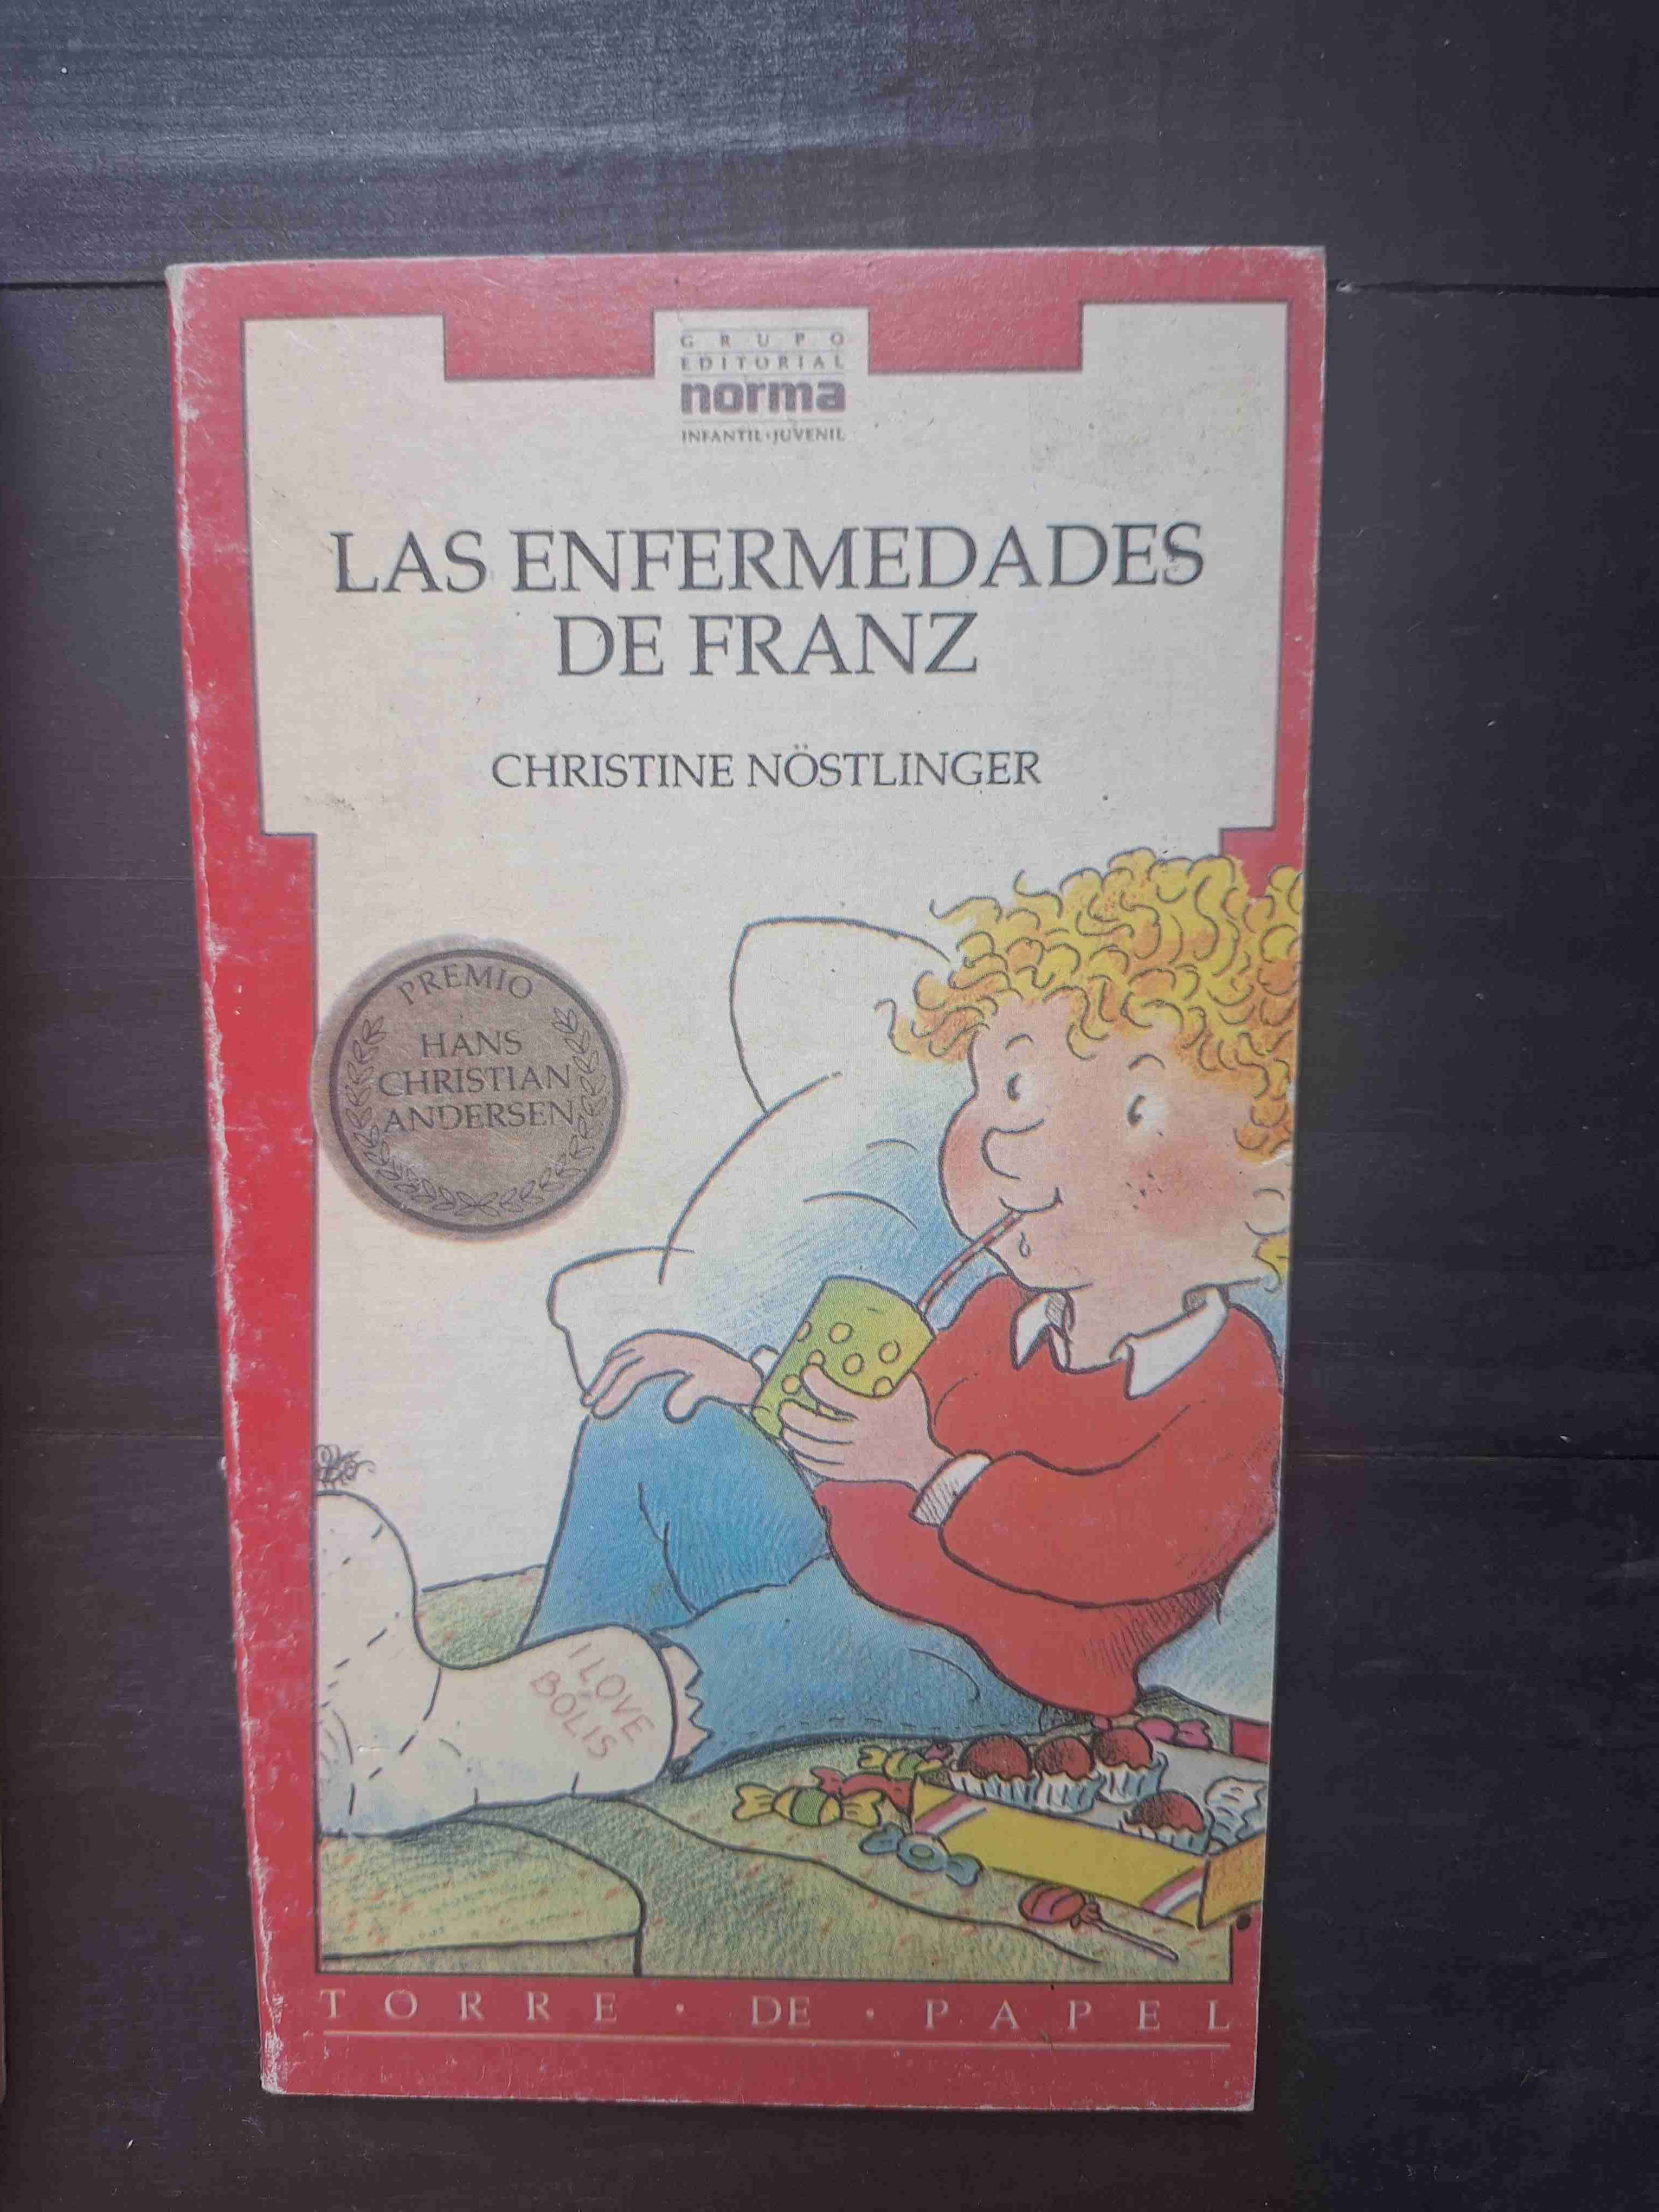 GRUPO
EDITORIAL
norma
INFANTIL·JUVENIL
LAS ENFERMEDADES
DE FRANZ
CHRISTINE NÖSTLINGER
PREMIO
HANS
CHRISTIAN
ANDERSEN
I LOVE
BOLIS
TORRE · DE · PAPEL